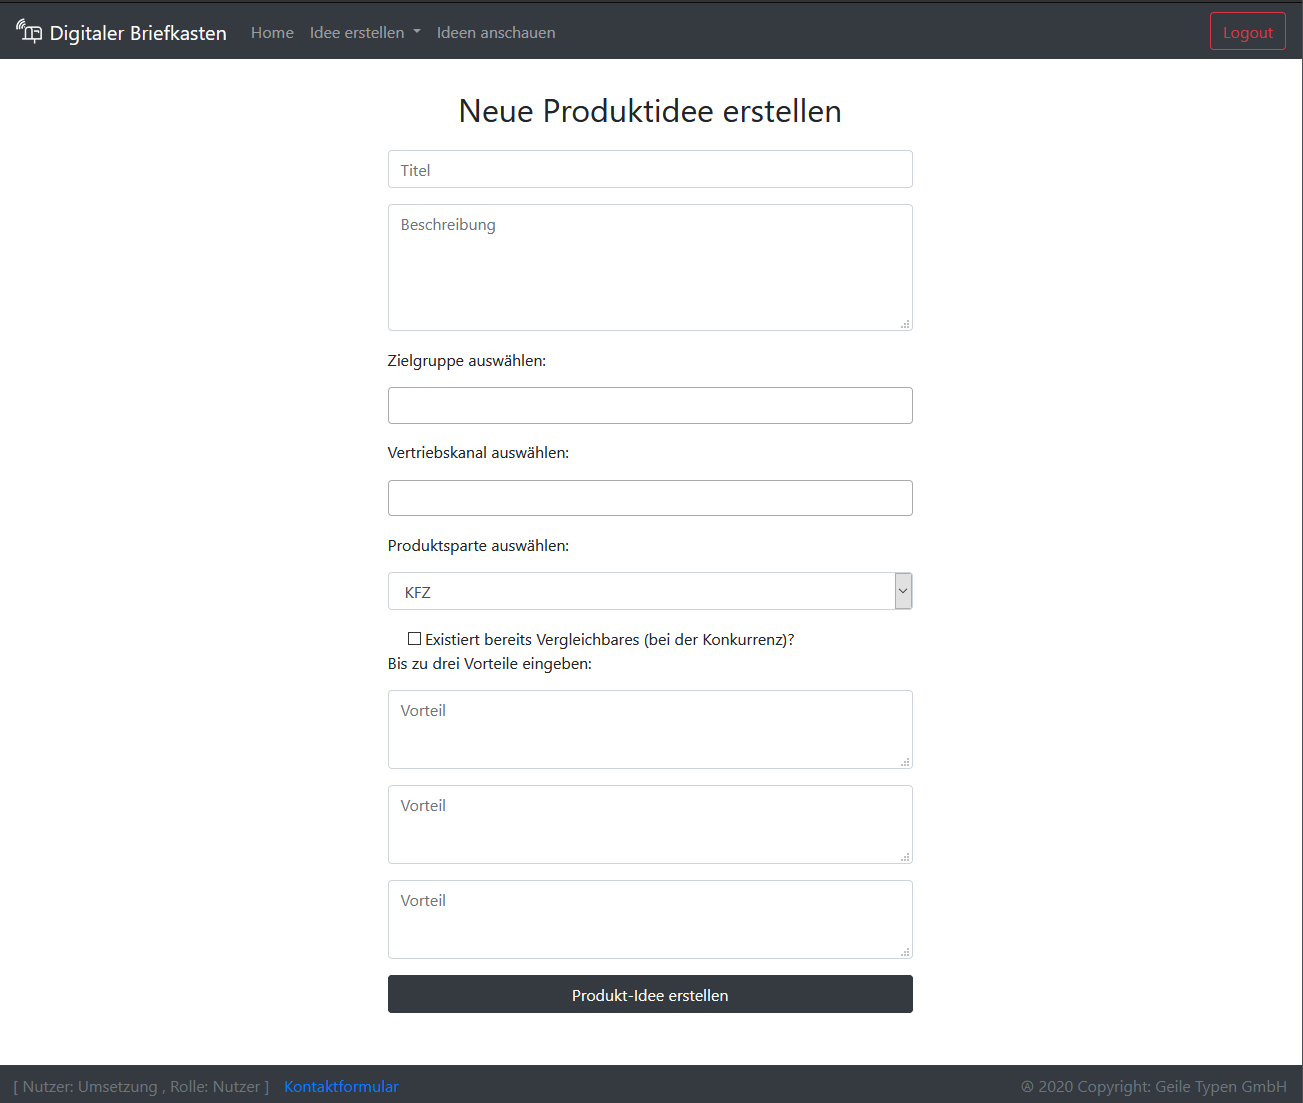 Digitaler Briefkasten Home Idee erstellen Ideen anschauen Logout
Neue Produktidee erstellen
Titel
Beschreibung
Zielgruppe auswählen:
Vertriebskanal auswählen:
Produktsparte auswählen:
KFZ
Existiert bereits Vergleichbares (bei der Konkurrenz)?
Bis zu drei Vorteile eingeben:
Vorteil
Vorteil
Vorteil
Produkt-Idee erstellen
[ Nutzer: Umsetzung , Rolle: Nutzer ] Kontaktformular Ⓐ 2020 Copyright: Geile Typen GmbH